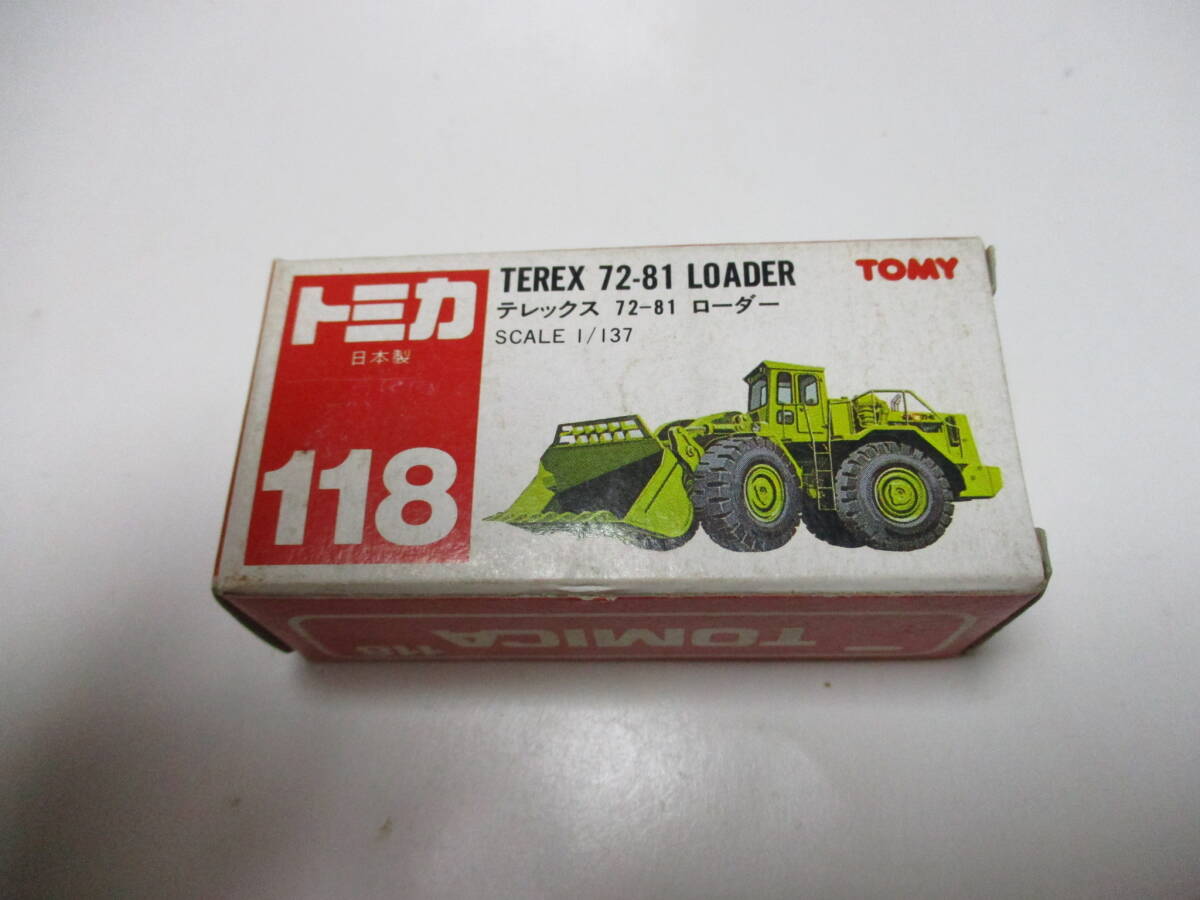 トミカ
日本製
118
TEREX 72-81 LOADER
テレックス 72-81 ローダー
SCALE 1/137
TOMY
TOMICA 118